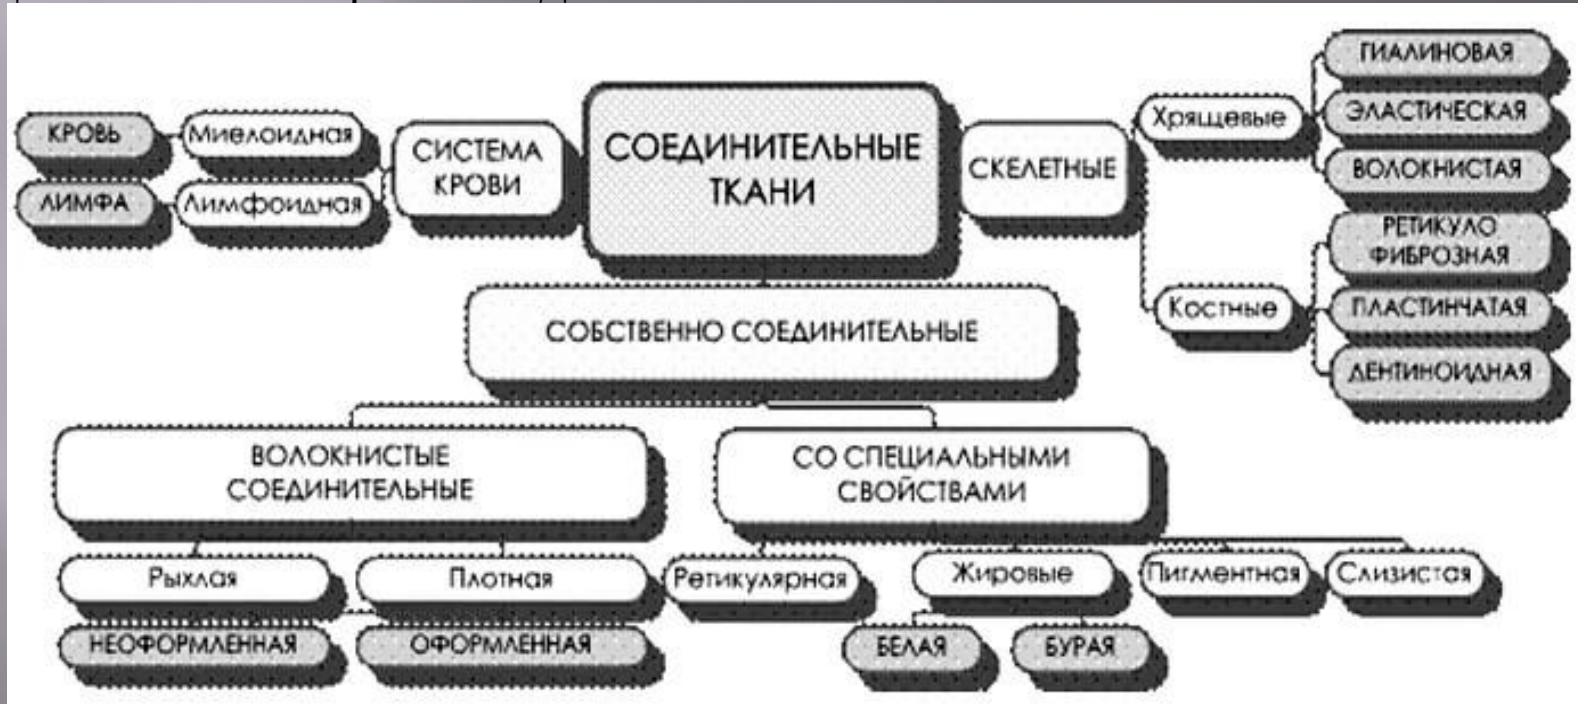 СОЕДИНИТЕЛЬНЫЕ
ТКАНИ
СИСТЕМА
КРОВИ
Миелоидная
КРОВЬ
Лимфоидная
ЛИМФА
СКЕЛЕТНЫЕ
Хрящевые
ГИАЛИНОВАЯ
ЭЛАСТИЧЕСКАЯ
ВОЛОКНИСТАЯ
Костные
РЕТИКУЛО
ФИБРОЗНАЯ
ПЛАСТИНЧАТАЯ
ДЕНТИНОИДНАЯ
СОБСТВЕННО СОЕДИНИТЕЛЬНЫЕ
ВОЛОКНИСТЫЕ
СОЕДИНИТЕЛЬНЫЕ
Рыхлая
Плотная
НЕОФОРМЛЕННАЯ
ОФОРМЛЕННАЯ
СО СПЕЦИАЛЬНЫМИ
СВОЙСТВАМИ
Ретикулярная
Жировые
Пигментная
Слизистая
БЕЛАЯ
БУРАЯ